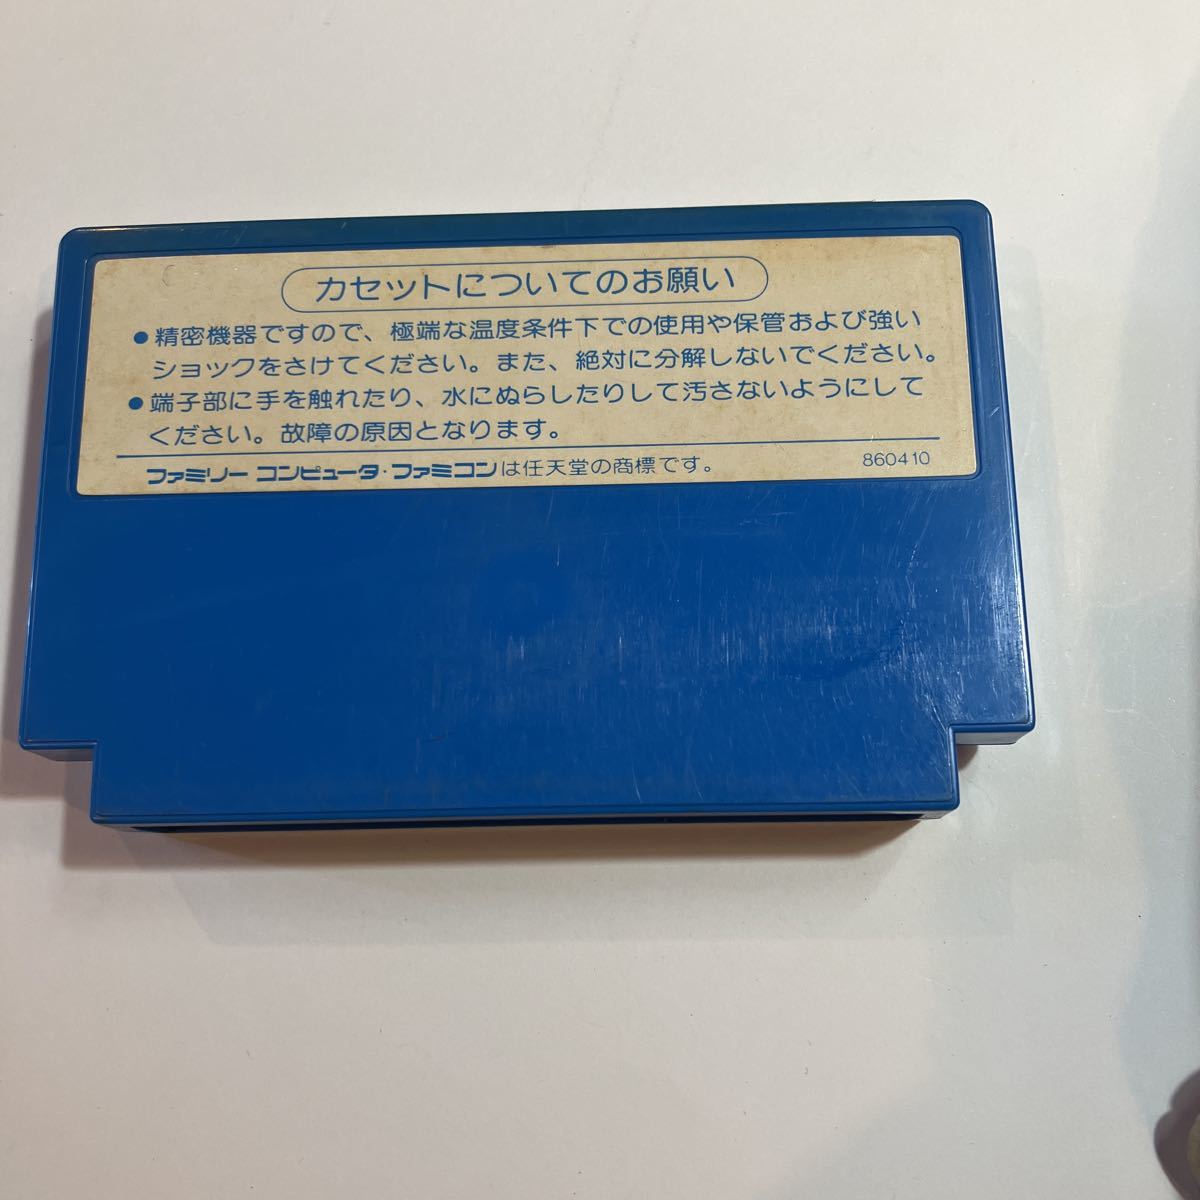 カセットについてのお願い
●精密機器ですので、極端な温度条件下での使用や保管および強い
ショックをさけてください。また、絶対に分解しないでください。
●端子部に手を触れたり、水にぬらしたりして汚さないようにして
ください。故障の原因となります。
ファミリー コンピュータ・ファミコンは任天堂の商標です。 860410